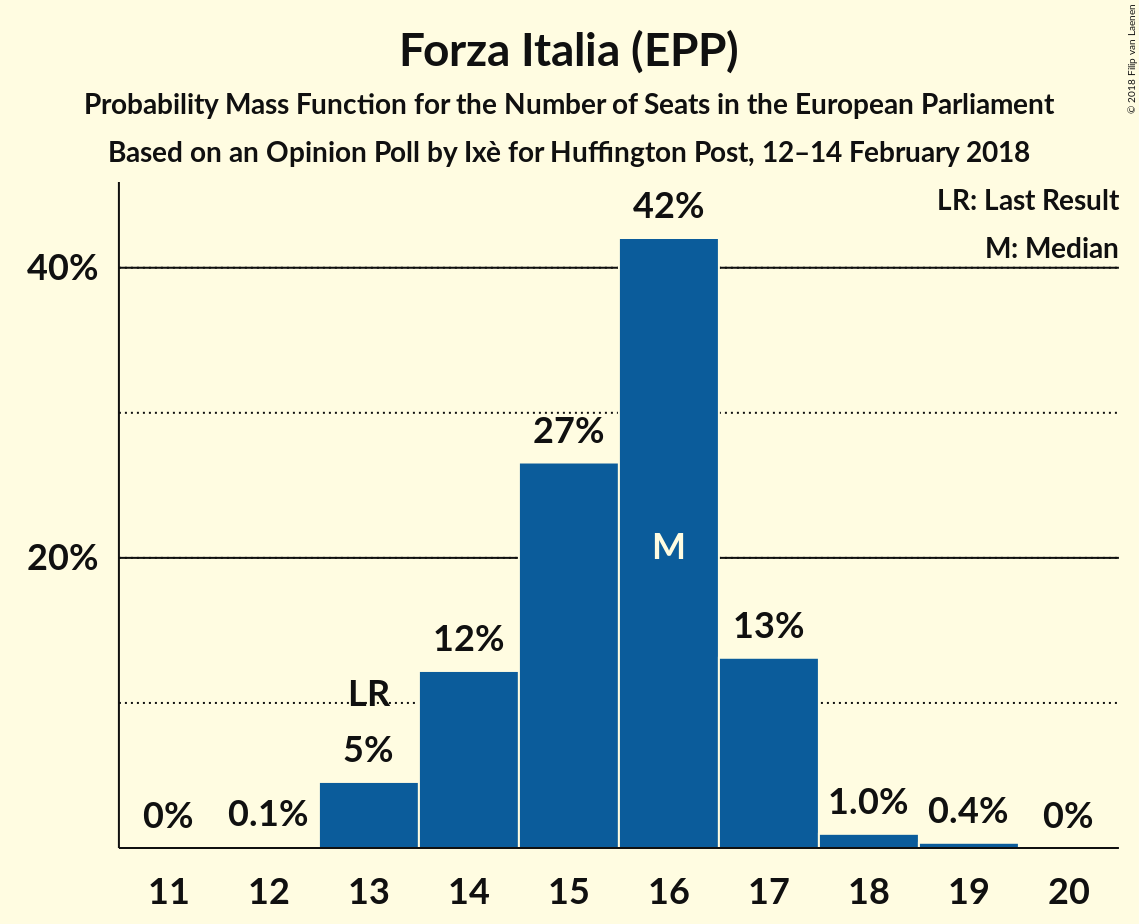 Forza Italia (EPP)
Probability Mass Function for the Number of Seats in the European Parliament
Based on an Opinion Poll by Ixè for Huffington Post, 12–14 February 2018
© 2018 Filip van Laenen
LR: Last Result
M: Median
40%
20%
0%
0.1%
LR
5%
12%
27%
42%
M
13%
1.0%
0.4%
0%
11 12 13 14 15 16 17 18 19 20